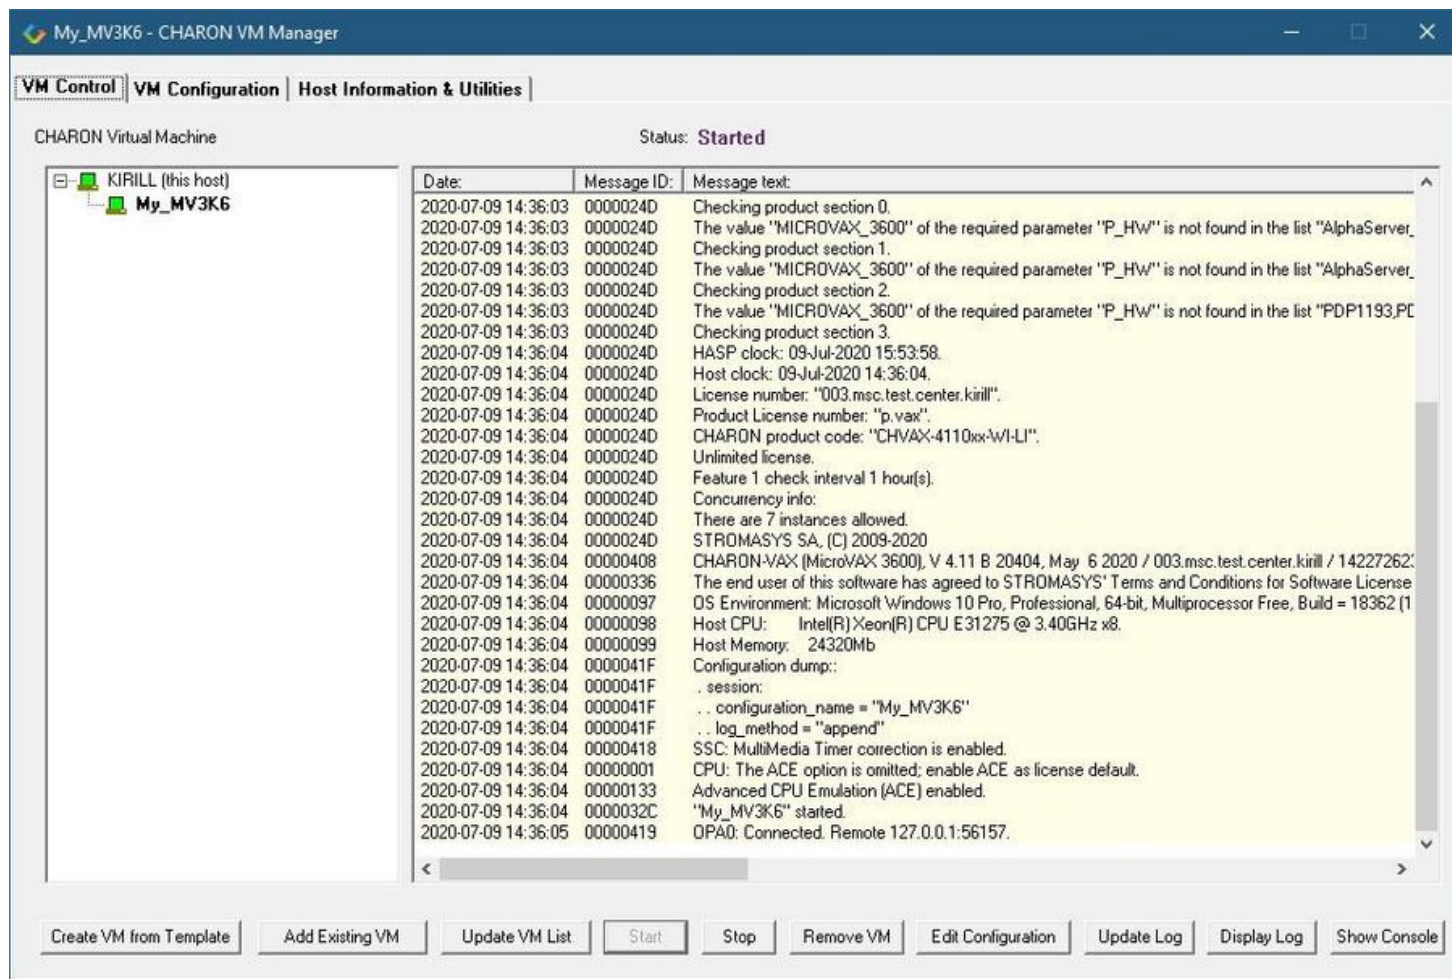 My_MV3K6 - CHARON VM Manager
VM Control VM Configuration Host Information & Utilities
CHARON Virtual Machine Status: Started
KIRILL (this host)
My_MV3K6
Date: Message ID: Message text:
2020-07-09 14:36:03 0000024D Checking product section 0.
2020-07-09 14:36:03 0000024D The value "MICROVAX_3600" of the required parameter "P_HW" is not found in the list "AlphaServer_
2020-07-09 14:36:03 0000024D Checking product section 1.
2020-07-09 14:36:03 0000024D The value "MICROVAX_3600" of the required parameter "P_HW" is not found in the list "AlphaServer_
2020-07-09 14:36:03 0000024D Checking product section 2.
2020-07-09 14:36:03 0000024D The value "MICROVAX_3600" of the required parameter "P_HW" is not found in the list "PDP1193,PD
2020-07-09 14:36:03 0000024D Checking product section 3.
2020-07-09 14:36:04 0000024D HASP clock: 09-Jul-2020 15:53:58.
2020-07-09 14:36:04 0000024D Host clock: 09-Jul-2020 14:36:04.
2020-07-09 14:36:04 0000024D License number: "003.msc.test.center.kirill".
2020-07-09 14:36:04 0000024D Product License number: "p.vax".
2020-07-09 14:36:04 0000024D CHARON product code: "CHVAX-4110xx-WI-LI".
2020-07-09 14:36:04 0000024D Unlimited license.
2020-07-09 14:36:04 0000024D Feature 1 check interval 1 hour(s).
2020-07-09 14:36:04 0000024D Concurrency info:
2020-07-09 14:36:04 0000024D There are 7 instances allowed.
2020-07-09 14:36:04 0000024D STROMASYS SA, (C) 2009-2020
2020-07-09 14:36:04 00000408 CHARON-VAX (MicroVAX 3600), V 4.11 B 20404, May 6 2020 / 003.msc.test.center.kirill / 14227262
2020-07-09 14:36:04 00000336 The end user of this software has agreed to STROMASYS' Terms and Conditions for Software License
2020-07-09 14:36:04 00000097 OS Environment: Microsoft Windows 10 Pro, Professional, 64-bit, Multiprocessor Free, Build = 18362 (1
2020-07-09 14:36:04 00000098 Host CPU: Intel(R) Xeon(R) CPU E31275 @ 3.40GHz x8.
2020-07-09 14:36:04 00000099 Host Memory: 24320Mb
2020-07-09 14:36:04 0000041F Configuration dump::
2020-07-09 14:36:04 0000041F . session:
2020-07-09 14:36:04 0000041F . . configuration_name = "My_MV3K6"
2020-07-09 14:36:04 0000041F . . log_method = "append"
2020-07-09 14:36:04 00000418 SSC: MultiMedia Timer correction is enabled.
2020-07-09 14:36:04 00000001 CPU: The ACE option is omitted; enable ACE as license default.
2020-07-09 14:36:04 00000133 Advanced CPU Emulation (ACE) enabled.
2020-07-09 14:36:04 0000032C "My_MV3K6" started.
2020-07-09 14:36:05 00000419 OPA0: Connected. Remote 127.0.0.1:56157.
Create VM from Template Add Existing VM Update VM List Start Stop Remove VM Edit Configuration Update Log Display Log Show Console